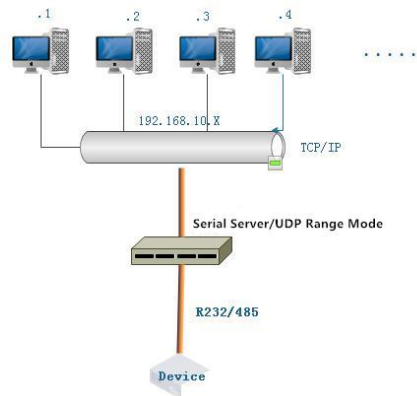 .1
.2
.3
.4
.....
192.168.10.X
TCP/IP
Serial Server/UDP Range Mode
R232/485
Device